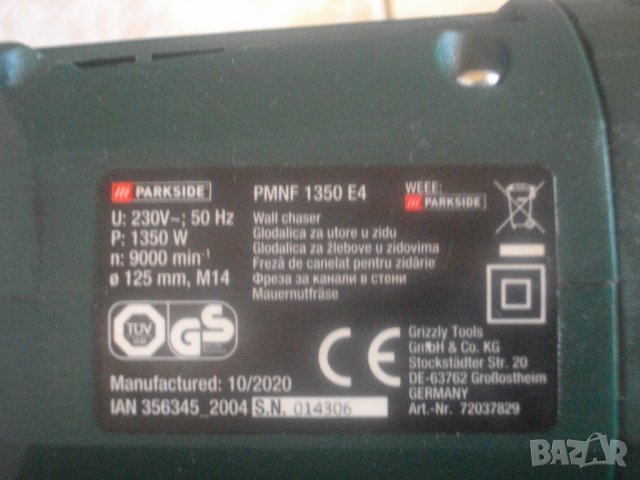 PARKSIDE
U: 230V~; 50 Hz
P: 1350 W
n: 9000 min⁻¹
ø 125 mm, M14
PMNF 1350 E4
Wall chaser
Glodalica za utore u zidu
Glodalica za žlebove u zidovima
Freză de canelat pentru zidărie
Фреза за канали в стени
Mauernutfräse
WEEE:
PARKSIDE
TÜV
SÜD
GS
CE
Manufactured: 10/2020
IAN 356345_2004 S.N. 014306
Grizzly Tools
GmbH & Co. KG
Stockstädter Str. 20
DE-63762 Großostheim
GERMANY
Art.-Nr. 72037829
BAZAR